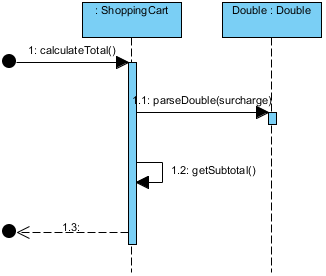 : ShoppingCart
Double : Double
1: calculateTotal()
1.1: parseDouble(surcharge)
1.2: getSubtotal()
1.3: